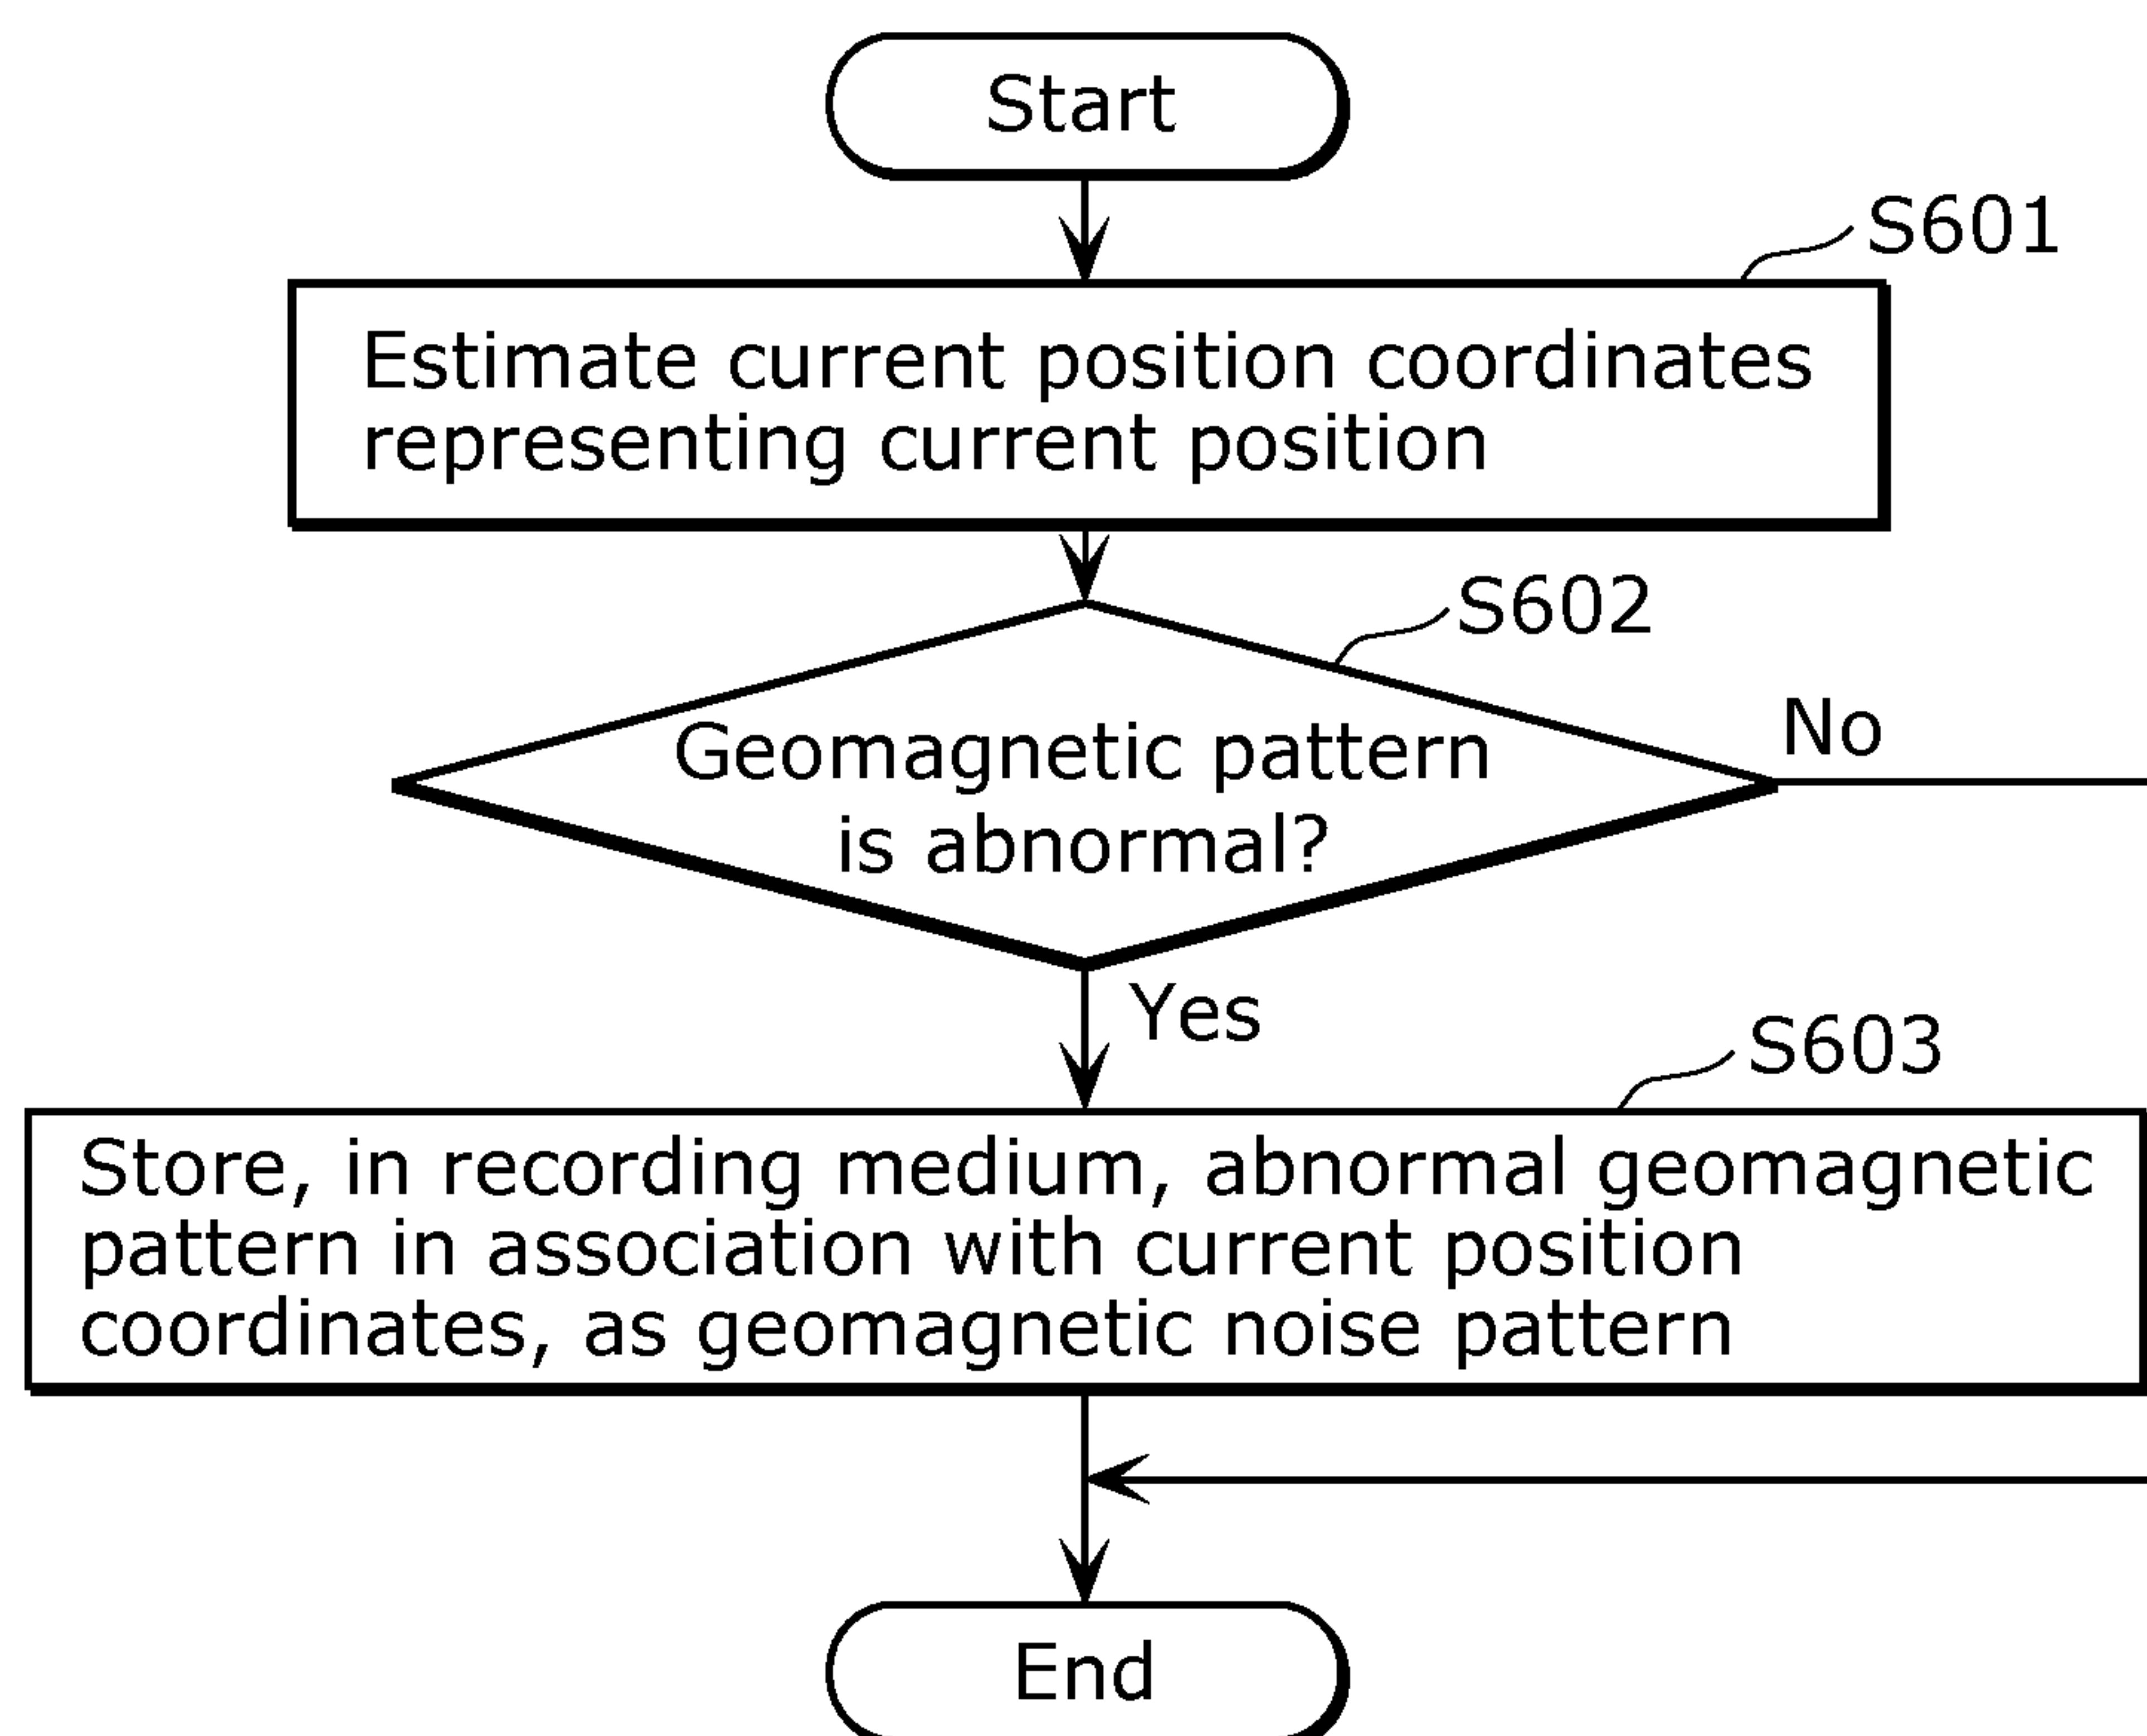 Start
S601
Estimate current position coordinates
representing current position
S602
No
Geomagnetic pattern
is abnormal?
Yes
S603
Store, in recording medium, abnormal geomagnetic
pattern in association with current position
coordinates, as geomagnetic noise pattern
End